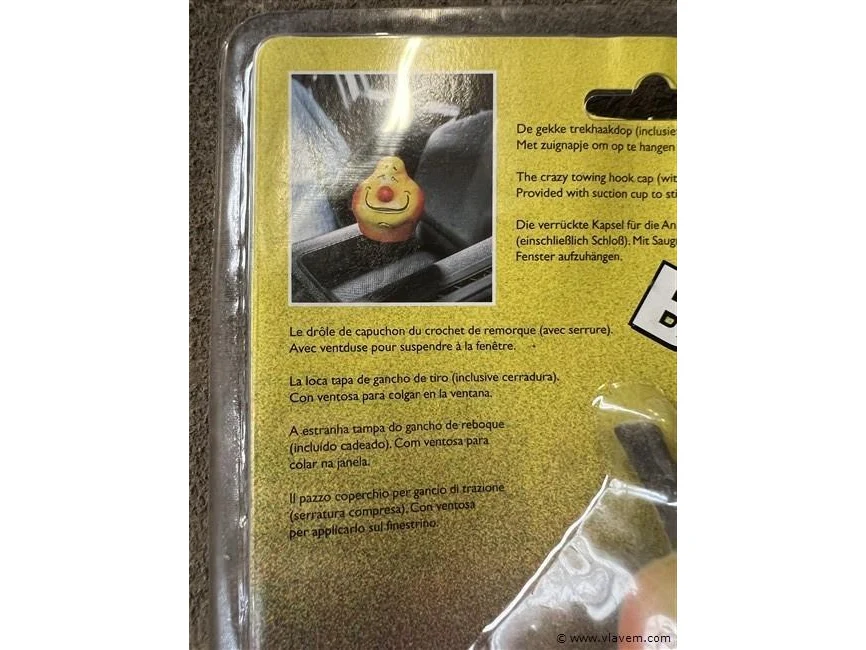 De gekke trekhaakdop (inclusie
Met zuignapje om op te hangen
The crazy towing hook cap (wit
Provided with suction cup to sti
Die verrückte Kapsel für die An
(einschließlich Schloß). Mit Saug
Fenster aufzuhängen.
Le drôle de capuchon du crochet de remorque (avec serrure).
Avec ventduse pour suspendre à la fenêtre.
La loca tapa de gancho de tiro (inclusive cerradura).
Con ventosa para colgar en la ventana.
A estranha tampa do gancho de reboque
(incluido cadeado). Com ventosa para
colar na janela.
Il pazzo coperchio per gancio di trazione
(serratura compresa). Con ventosa
per applicarlo sul finestrino.
© www.vlavem.com